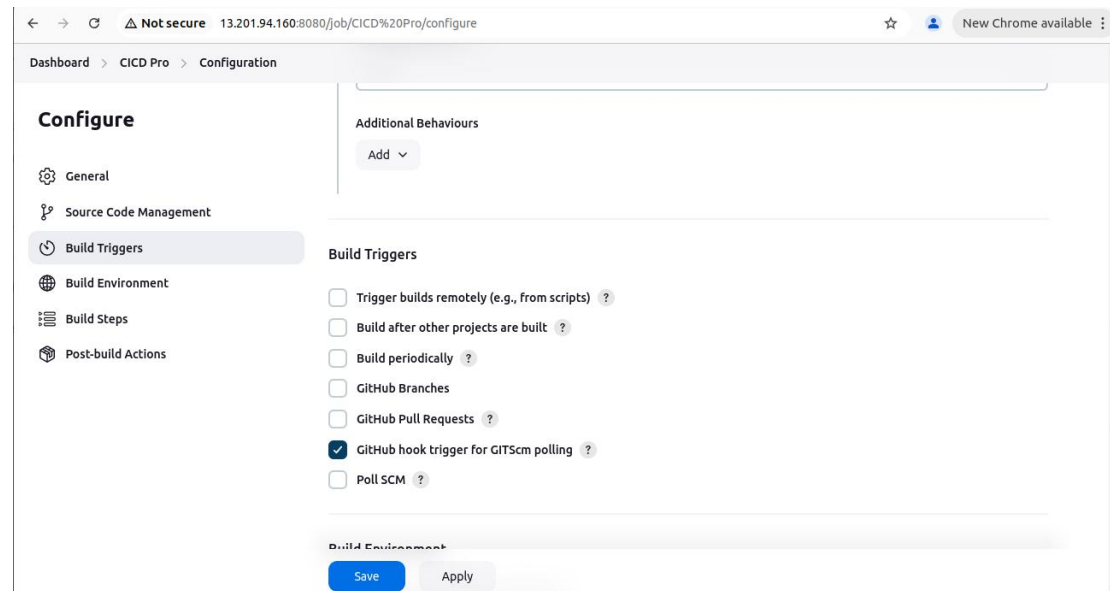 Not secure 13.201.94.160:8080/job/CICD%20Pro/configure New Chrome available
Dashboard > CICD Pro > Configuration
Configure
General
Source Code Management
Build Triggers
Build Environment
Build Steps
Post-build Actions
Additional Behaviours
Add
Build Triggers
Trigger builds remotely (e.g., from scripts) ?
Build after other projects are built ?
Build periodically ?
GitHub Branches
GitHub Pull Requests ?
GitHub hook trigger for GITScm polling ?
Poll SCM ?
Build Environment
Save Apply